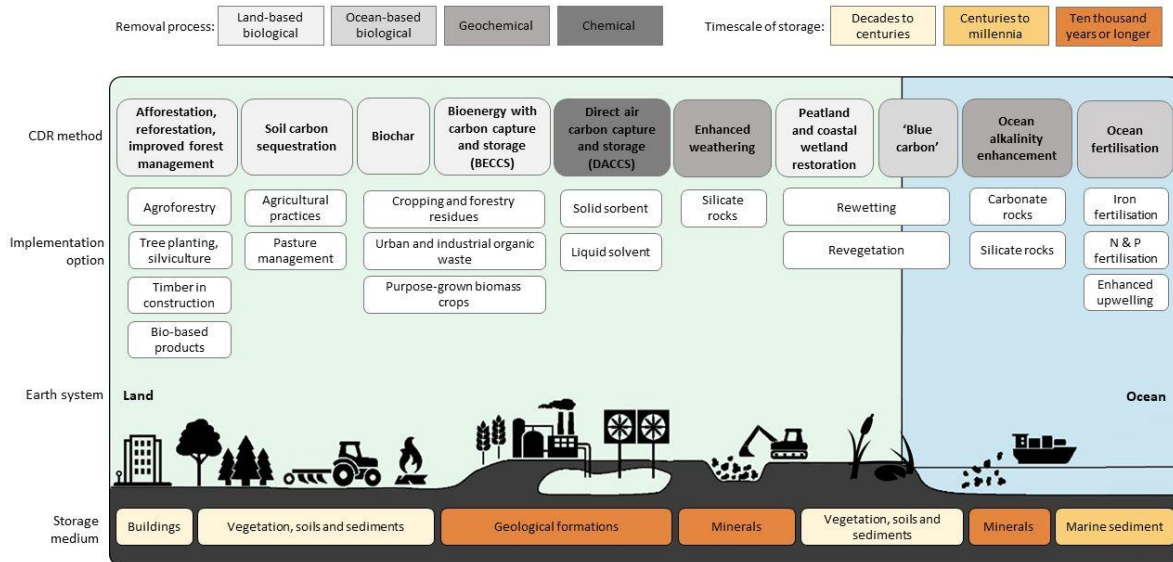 Removal process:
Land-based
biological
Ocean-based
biological
Geochemical
Chemical
Timescale of storage:
Decades to
centuries
Centuries to
millennia
Ten thousand
years or longer
CDR method
Afforestation,
reforestation,
improved forest
management
Soil carbon
sequestration
Biochar
Bioenergy with
carbon capture
and storage
(BECCS)
Direct air
carbon capture
and storage
(DACCS)
Enhanced
weathering
Peatland
and coastal
wetland
restoration
‘Blue
carbon’
Ocean
alkalinity
enhancement
Ocean
fertilisation
Implementation
option
Agroforestry
Tree planting,
silviculture
Timber in
construction
Bio-based
products
Agricultural
practices
Pasture
management
Cropping and forestry
residues
Urban and industrial organic
waste
Purpose-grown biomass
crops
Solid sorbent
Liquid solvent
Silicate
rocks
Rewetting
Revegetation
Carbonate
rocks
Silicate rocks
Iron
fertilisation
N & P
fertilisation
Enhanced
upwelling
Earth system
Land
Ocean
Storage
medium
Buildings
Vegetation, soils and sediments
Geological formations
Minerals
Vegetation, soils and
sediments
Minerals
Marine sediment